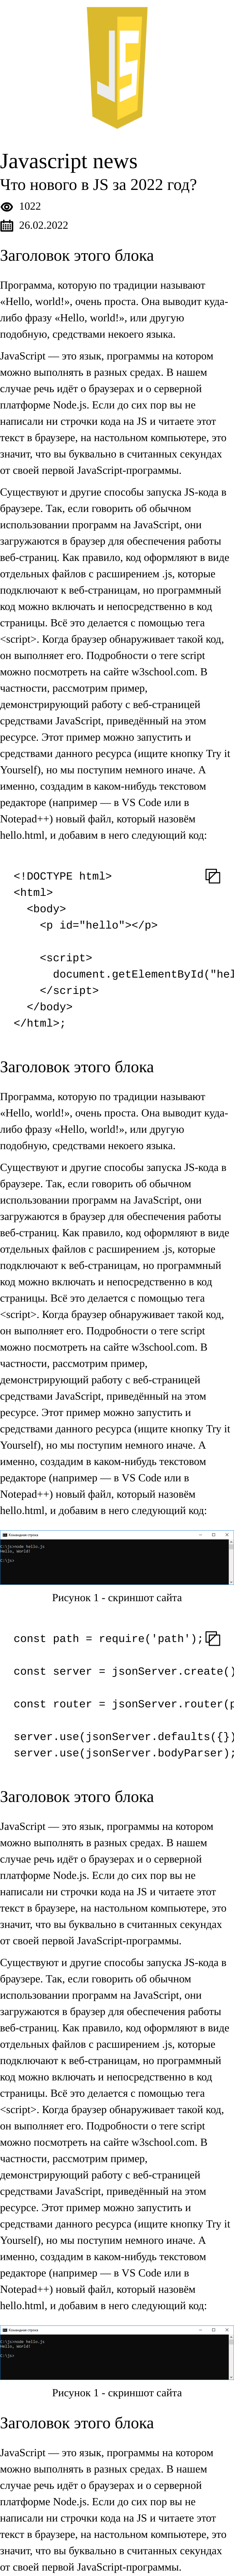 JS
Javascript news
Что нового в JS за 2022 год?
1022
26.02.2022
Заголовок этого блока
Программа, которую по традиции называют
«Hello, world!», очень проста. Она выводит куда-
либо фразу «Hello, world!», или другую
подобную, средствами некоего языка.
JavaScript — это язык, программы на котором
можно выполнять в разных средах. В нашем
случае речь идёт о браузерах и о серверной
платформе Node.js. Если до сих пор вы не
написали ни строчки кода на JS и читаете этот
текст в браузере, на настольном компьютере, это
значит, что вы буквально в считанных секундах
от своей первой JavaScript-программы.
Существуют и другие способы запуска JS-кода в
браузере. Так, если говорить об обычном
использовании программ на JavaScript, они
загружаются в браузер для обеспечения работы
веб-страниц. Как правило, код оформляют в виде
отдельных файлов с расширением .js, которые
подключают к веб-страницам, но программный
код можно включать и непосредственно в код
страницы. Всё это делается с помощью тега
<script>. Когда браузер обнаруживает такой код,
он выполняет его. Подробности о теге script
можно посмотреть на сайте w3school.com. В
частности, рассмотрим пример,
демонстрирующий работу с веб-страницей
средствами JavaScript, приведённый на этом
ресурсе. Этот пример можно запустить и
средствами данного ресурса (ищите кнопку Try it
Yourself), но мы поступим немного иначе. А
именно, создадим в каком-нибудь текстовом
редакторе (например — в VS Code или в
Notepad++) новый файл, который назовём
hello.html, и добавим в него следующий код:
<!DOCTYPE html>
<html>
<body>
<p id="hello"></p>
<script>
document.getElementById("hel
</script>
</body>
</html>;
Заголовок этого блока
Программа, которую по традиции называют
«Hello, world!», очень проста. Она выводит куда-
либо фразу «Hello, world!», или другую
подобную, средствами некоего языка.
Существуют и другие способы запуска JS-кода в
браузере. Так, если говорить об обычном
использовании программ на JavaScript, они
загружаются в браузер для обеспечения работы
веб-страниц. Как правило, код оформляют в виде
отдельных файлов с расширением .js, которые
подключают к веб-страницам, но программный
код можно включать и непосредственно в код
страницы. Всё это делается с помощью тега
<script>. Когда браузер обнаруживает такой код,
он выполняет его. Подробности о теге script
можно посмотреть на сайте w3school.com. В
частности, рассмотрим пример,
демонстрирующий работу с веб-страницей
средствами JavaScript, приведённый на этом
ресурсе. Этот пример можно запустить и
средствами данного ресурса (ищите кнопку Try it
Yourself), но мы поступим немного иначе. А
именно, создадим в каком-нибудь текстовом
редакторе (например — в VS Code или в
Notepad++) новый файл, который назовём
hello.html, и добавим в него следующий код:
Командная строка
C:\js>node hello.js
Hello, World!
C:\js>
Рисунок 1 - скриншот сайта
const path = require('path');
const server = jsonServer.create()
const router = jsonServer.router(p
server.use(jsonServer.defaults({})
server.use(jsonServer.bodyParser);
Заголовок этого блока
JavaScript — это язык, программы на котором
можно выполнять в разных средах. В нашем
случае речь идёт о браузерах и о серверной
платформе Node.js. Если до сих пор вы не
написали ни строчки кода на JS и читаете этот
текст в браузере, на настольном компьютере, это
значит, что вы буквально в считанных секундах
от своей первой JavaScript-программы.
Существуют и другие способы запуска JS-кода в
браузере. Так, если говорить об обычном
использовании программ на JavaScript, они
загружаются в браузер для обеспечения работы
веб-страниц. Как правило, код оформляют в виде
отдельных файлов с расширением .js, которые
подключают к веб-страницам, но программный
код можно включать и непосредственно в код
страницы. Всё это делается с помощью тега
<script>. Когда браузер обнаруживает такой код,
он выполняет его. Подробности о теге script
можно посмотреть на сайте w3school.com. В
частности, рассмотрим пример,
демонстрирующий работу с веб-страницей
средствами JavaScript, приведённый на этом
ресурсе. Этот пример можно запустить и
средствами данного ресурса (ищите кнопку Try it
Yourself), но мы поступим немного иначе. А
именно, создадим в каком-нибудь текстовом
редакторе (например — в VS Code или в
Notepad++) новый файл, который назовём
hello.html, и добавим в него следующий код:
Командная строка
C:\js>node hello.js
Hello, World!
C:\js>
Рисунок 1 - скриншот сайта
Заголовок этого блока
JavaScript — это язык, программы на котором
можно выполнять в разных средах. В нашем
случае речь идёт о браузерах и о серверной
платформе Node.js. Если до сих пор вы не
написали ни строчки кода на JS и читаете этот
текст в браузере, на настольном компьютере, это
значит, что вы буквально в считанных секундах
от своей первой JavaScript-программы.